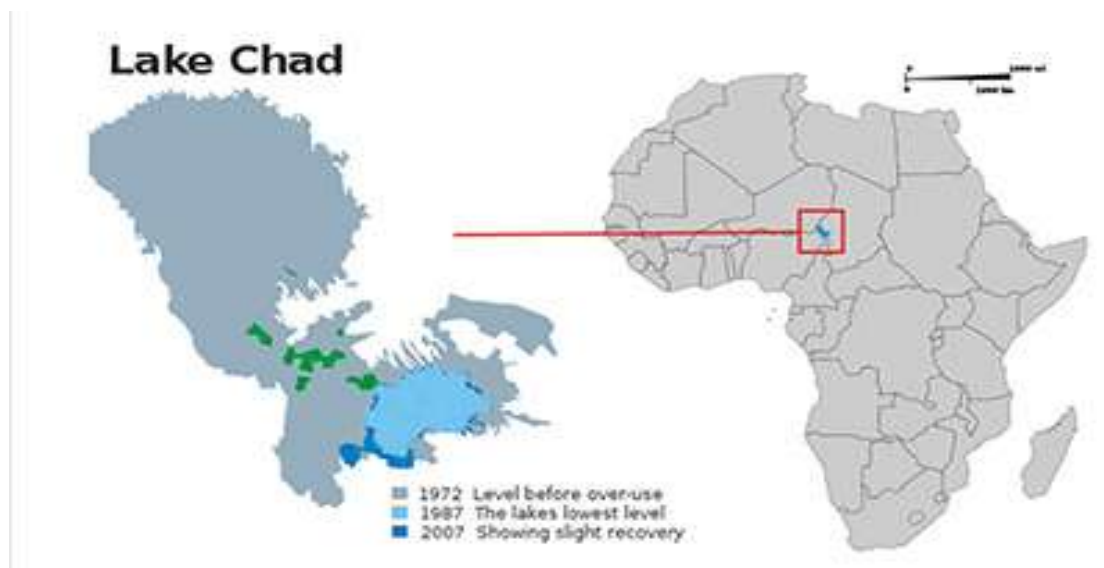 Lake Chad
1972 Level before over-use
1987 The lakes lowest level
2007 Showing slight recovery